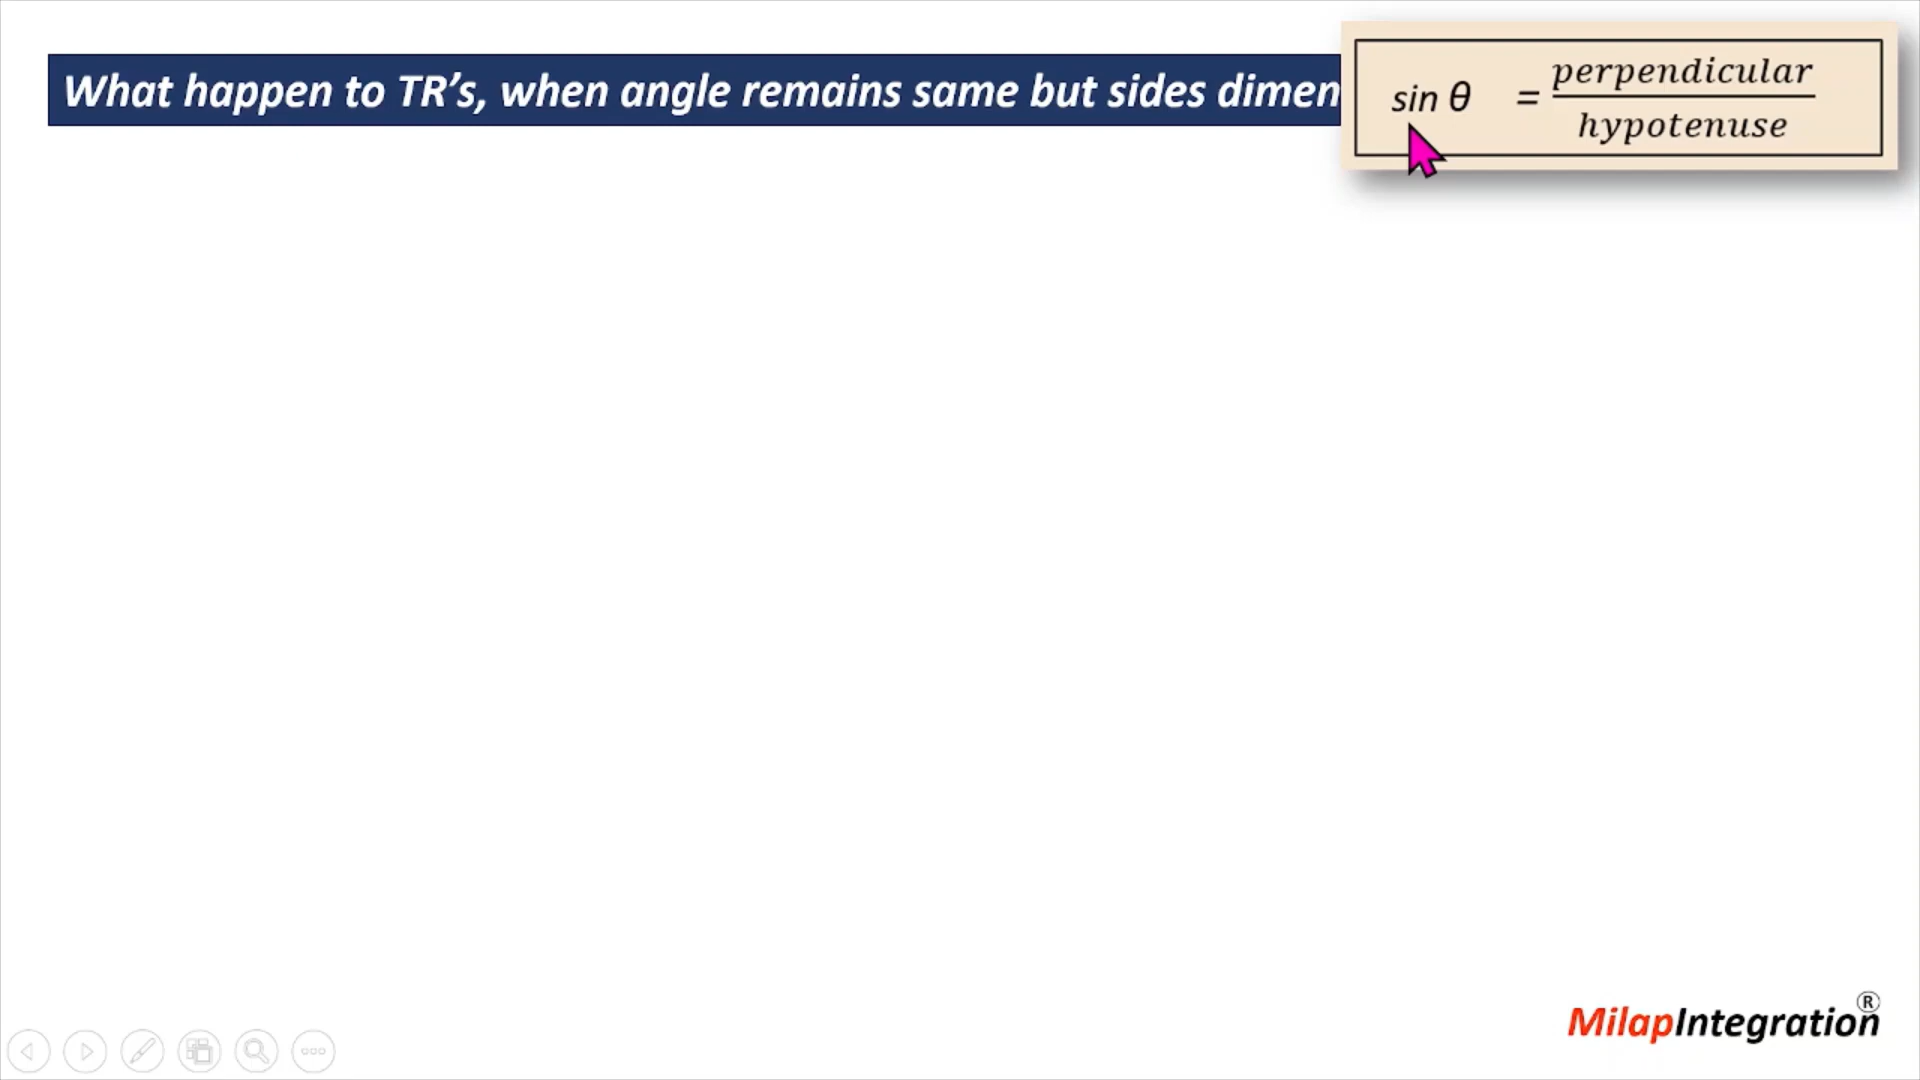 What happen to TR’s, when angle remains same but sides dimen
sin θ = perpendicular
hypotenuse
MilapIntegration®